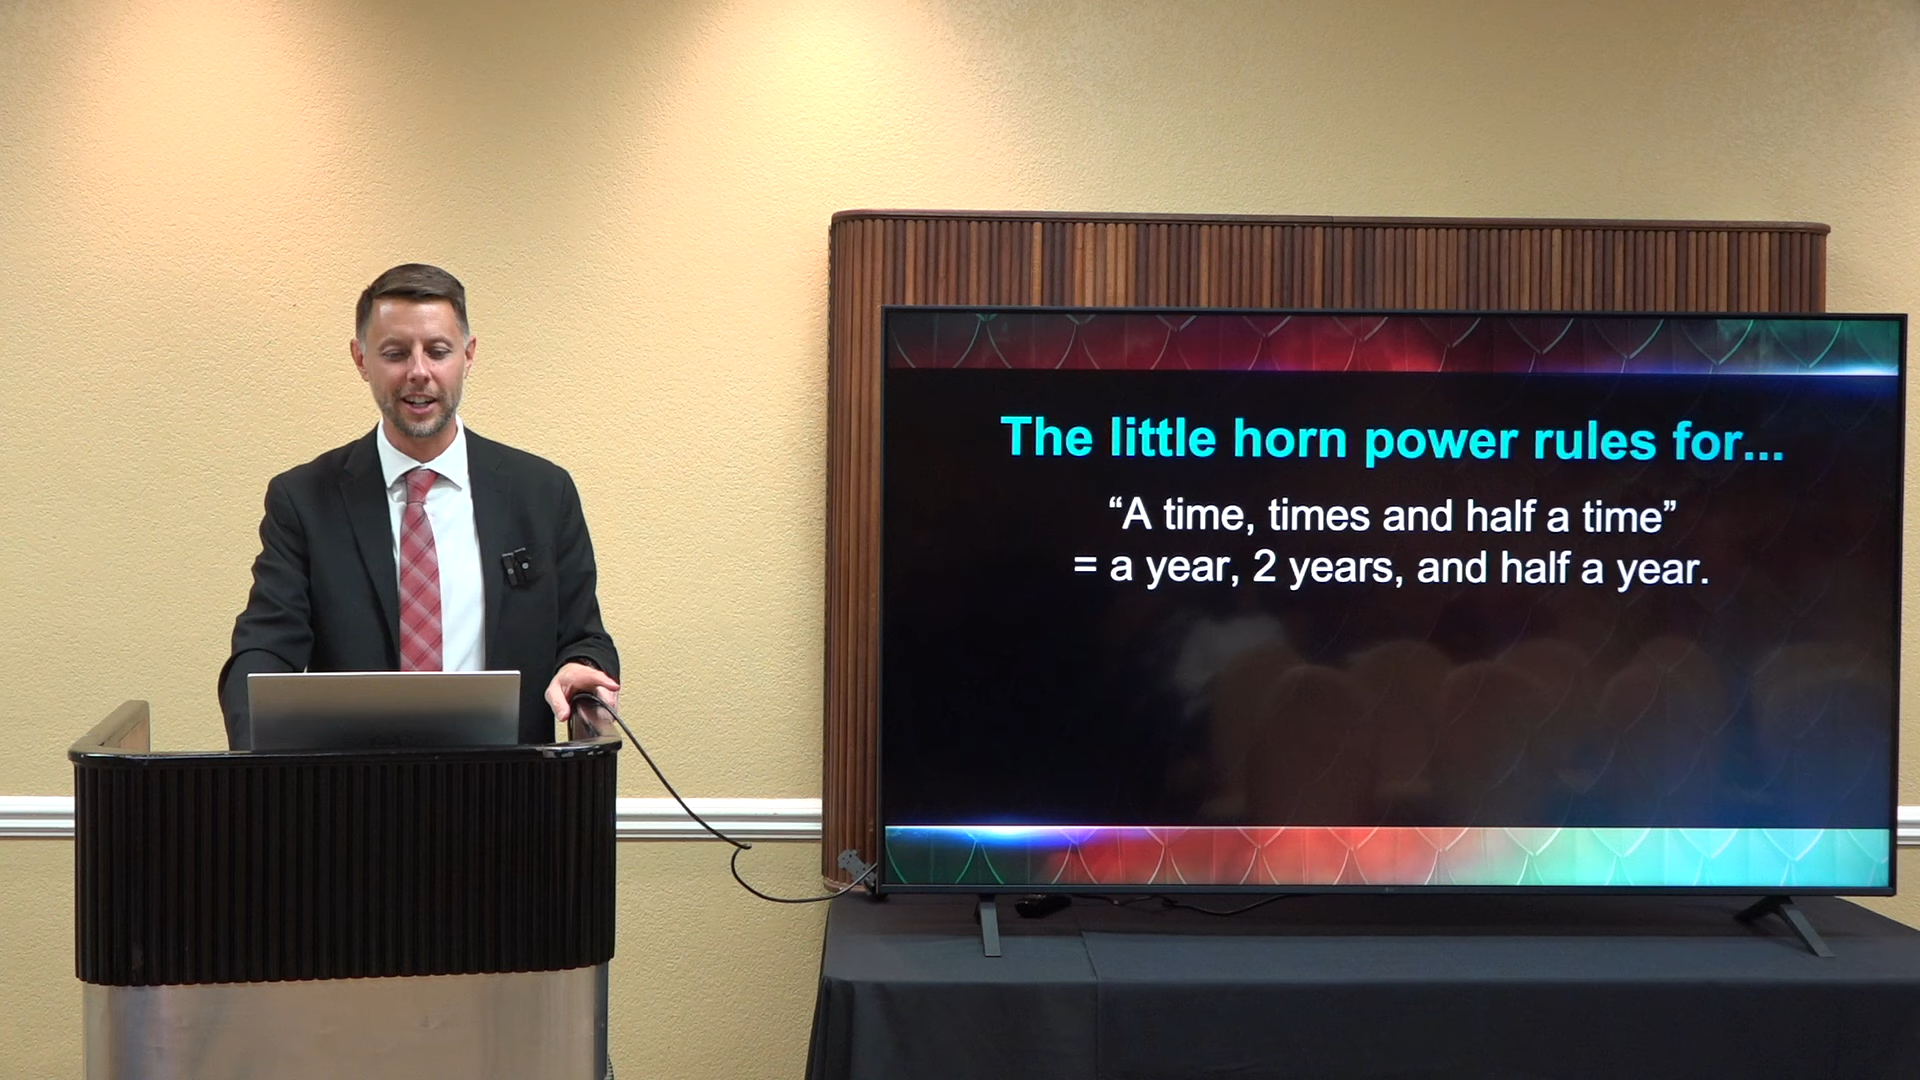 The little horn power rules for...
“A time, times and half a time”
= a year, 2 years, and half a year.